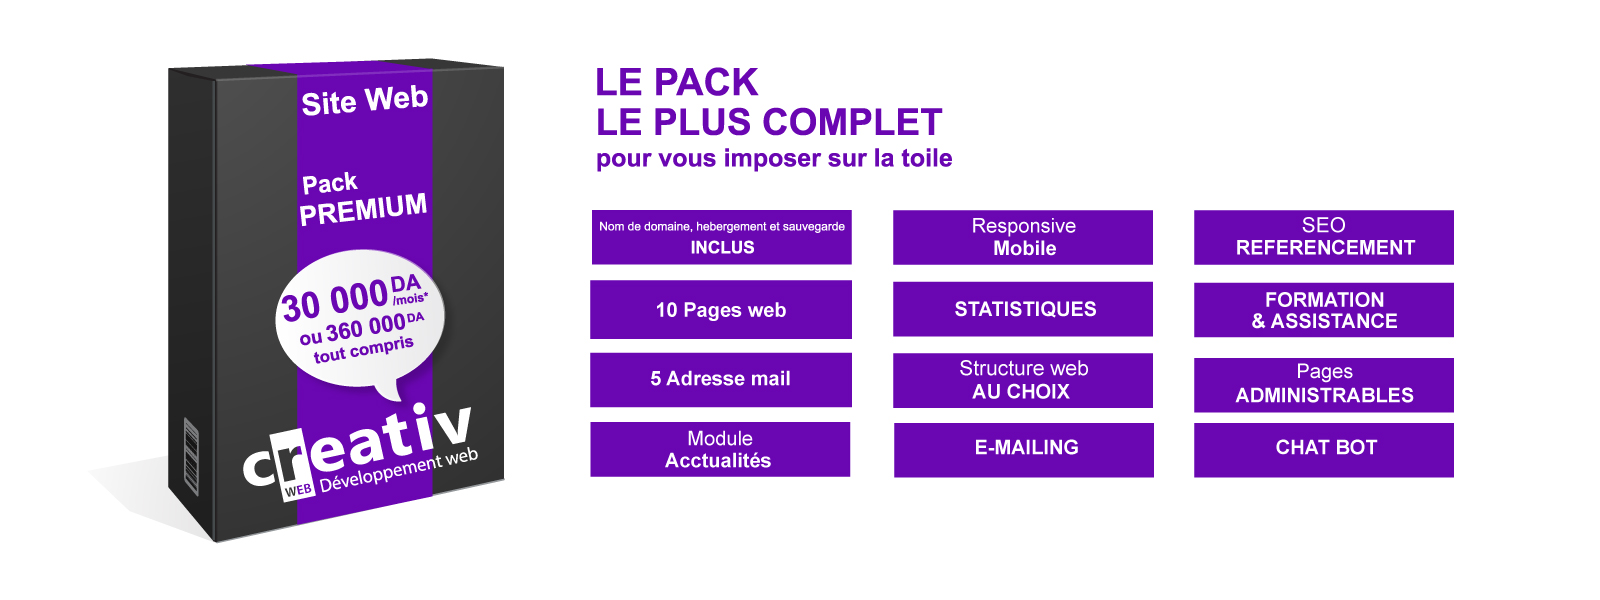 Site Web
Pack
PREMIUM
30 000 DA
/mois*
ou 360 000 DA
tout compris
creativ
WEB Développement web
LE PACK
LE PLUS COMPLET
pour vous imposer sur la toile
Nom de domaine, hebergement et sauvegarde
INCLUS
Responsive
Mobile
SEO
REFERENCEMENT
10 Pages web
STATISTIQUES
FORMATION
& ASSISTANCE
5 Adresse mail
Structure web
AU CHOIX
Pages
ADMINISTRABLES
Module
Acctualités
E-MAILING
CHAT BOT